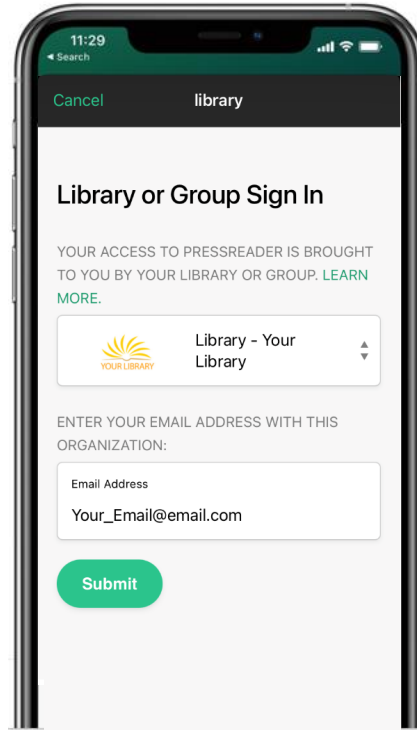 11:29
Search
Cancel
library
Library or Group Sign In
YOUR ACCESS TO PRESSREADER IS BROUGHT
TO YOU BY YOUR LIBRARY OR GROUP. LEARN
MORE.
YOUR LIBRARY
Library - Your
Library
ENTER YOUR EMAIL ADDRESS WITH THIS
ORGANIZATION:
Email Address
Your_Email@email.com
Submit